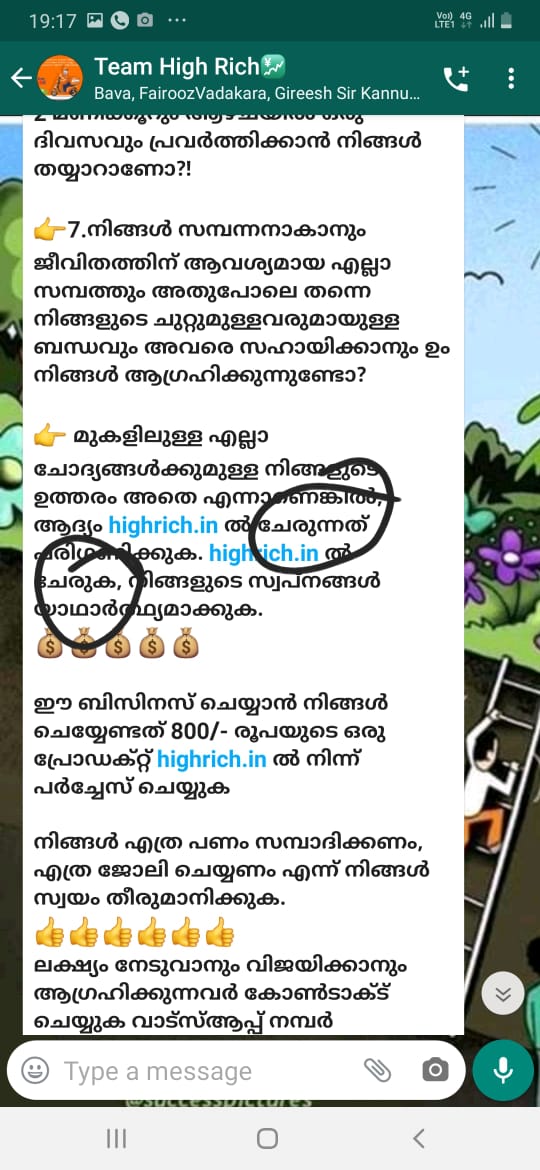 19:17
Vo)) 4G
LTE1
Team High Rich
Bava, FairoozVadakara, Gireesh Sir Kannu...
ദിവസവും പ്രവർത്തിക്കാൻ നിങ്ങൾ
തയ്യാറാണോ?!
👉7.നിങ്ങൾ സമ്പന്നനാകാനും
ജീവിതത്തിന് ആവശ്യമായ എല്ലാ
സമ്പത്തും അതുപോലെ തന്നെ
നിങ്ങളുടെ ചുറ്റുമുള്ളവരുമായുള്ള
ബന്ധവും അവരെ സഹായിക്കാനും ഉം
നിങ്ങൾ ആഗ്രഹിക്കുന്നുണ്ടോ?
👉 മുകളിലുള്ള എല്ലാ
ചോദ്യങ്ങൾക്കുമുള്ള നിങ്ങളുടെ
ഉത്തരം അതെ എന്നാണെങ്കിൽ,
ആദ്യം highrich.in ൽ ചേരുന്നത്
പരിഗണിക്കുക. highrich.in ൽ
ചേരുക, നിങ്ങളുടെ സ്വപ്നങ്ങൾ
യാഥാർത്ഥ്യമാക്കുക.
💰💰💰💰💰
ഈ ബിസിനസ് ചെയ്യാൻ നിങ്ങൾ
ചെയ്യേണ്ടത് 800/- രൂപയുടെ ഒരു
പ്രോഡക്റ്റ് highrich.in ൽ നിന്ന്
പർച്ചേസ് ചെയ്യുക
നിങ്ങൾ എത്ര പണം സമ്പാദിക്കണം,
എത്ര ജോലി ചെയ്യണം എന്ന് നിങ്ങൾ
സ്വയം തീരുമാനിക്കുക.
👍👍👍👍👍👍
ലക്ഷ്യം നേടുവാനും വിജയിക്കാനും
ആഗ്രഹിക്കുന്നവർ കോൺടാക്ട്
ചെയ്യുക വാട്സ്ആപ്പ് നമ്പർ
Type a message